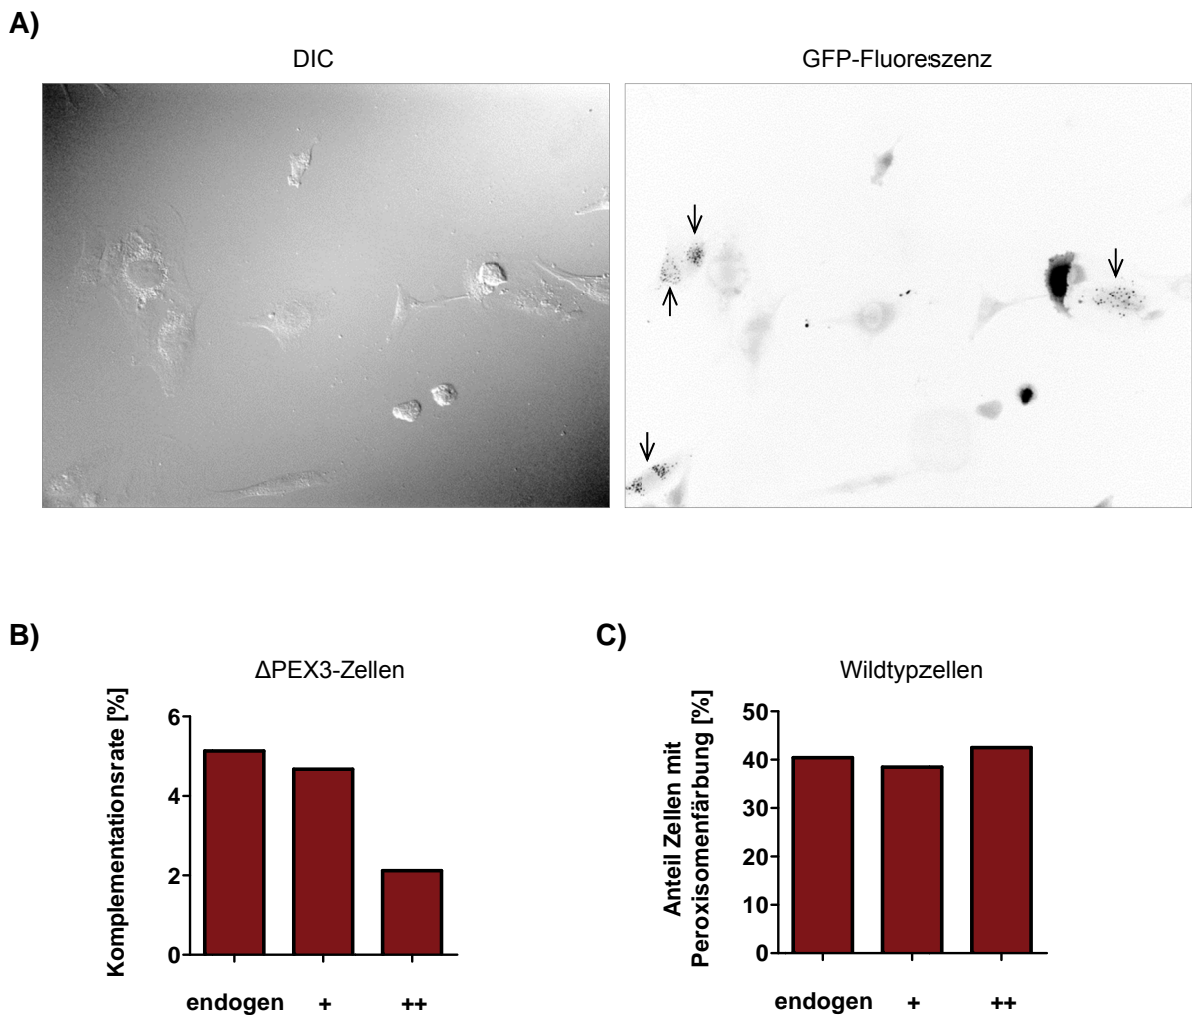 A)
DIC
GFP-Fluoreszenz
B)
ΔPEX3-Zellen
Komplementationsrate [%]
6
4
2
0
endogen + ++
C)
Wildtypzellen
Anteil Zellen mit
Peroxisomenfärbung [%]
50
40
30
20
10
0
endogen + ++